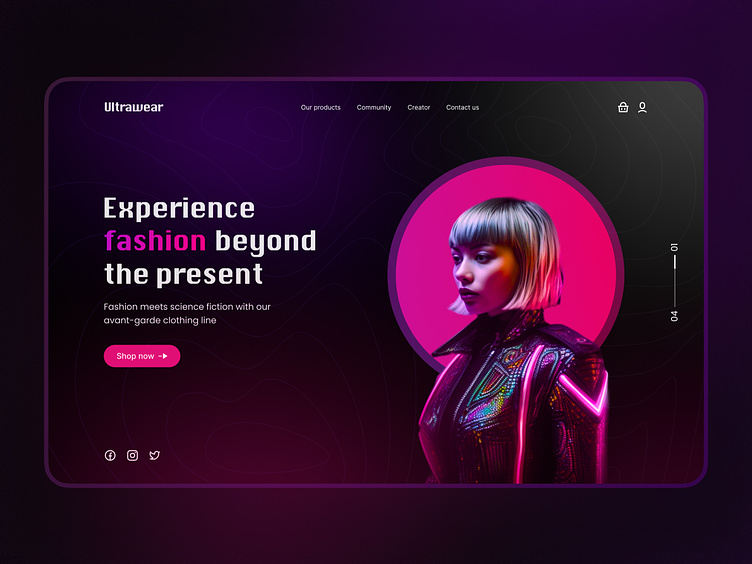 Ultrawear
Our products
Community
Creator
Contact us
Experience
fashion beyond
the present
Fashion meets science fiction with our
avant-garde clothing line
Shop now
01
04